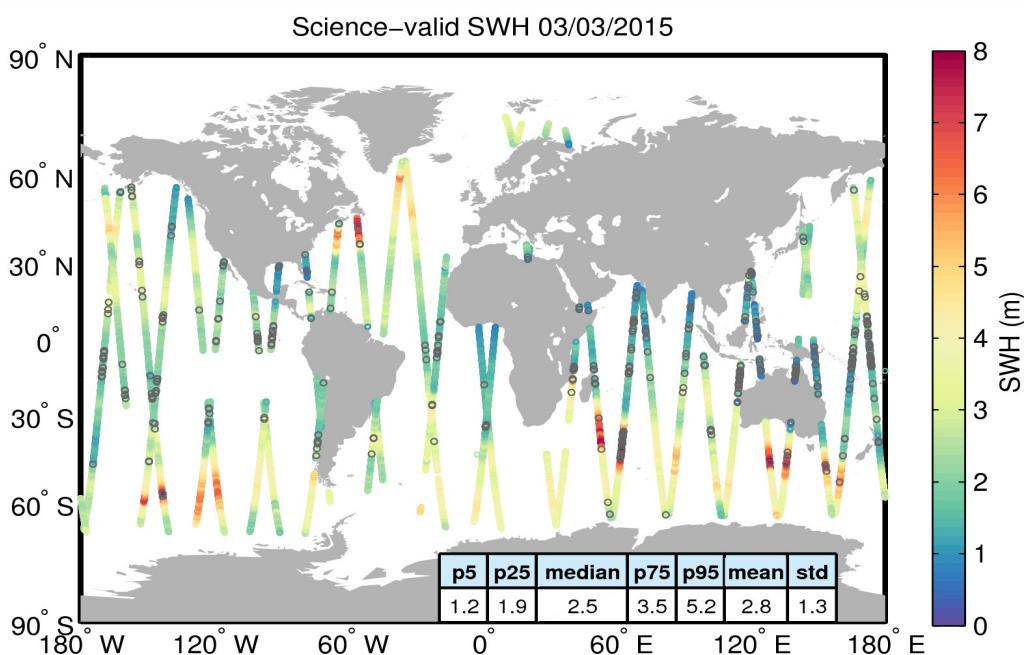 Science−valid SWH 03/03/2015
90° N
60° N
30° N
0°
30° S
60° S
90° S
180° W
120° W
60° W
0°
60° E
120° E
180° E
p5 p25 median p75 p95 mean std
1.2 1.9 2.5 3.5 5.2 2.8 1.3
8
7
6
5
4
3
2
1
0
SWH (m)